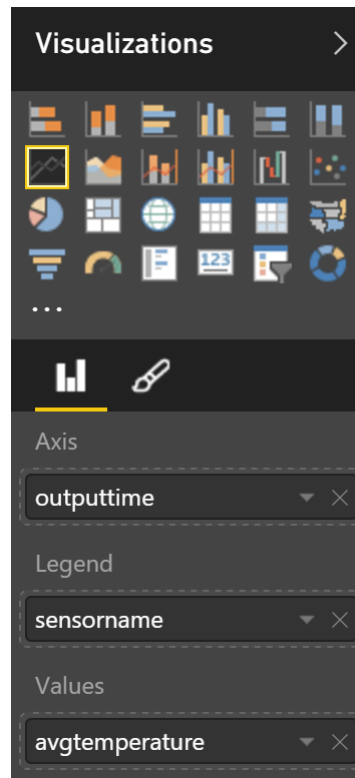 Visualizations
123
...
Axis
outputtime
Legend
sensorname
Values
avgtemperature